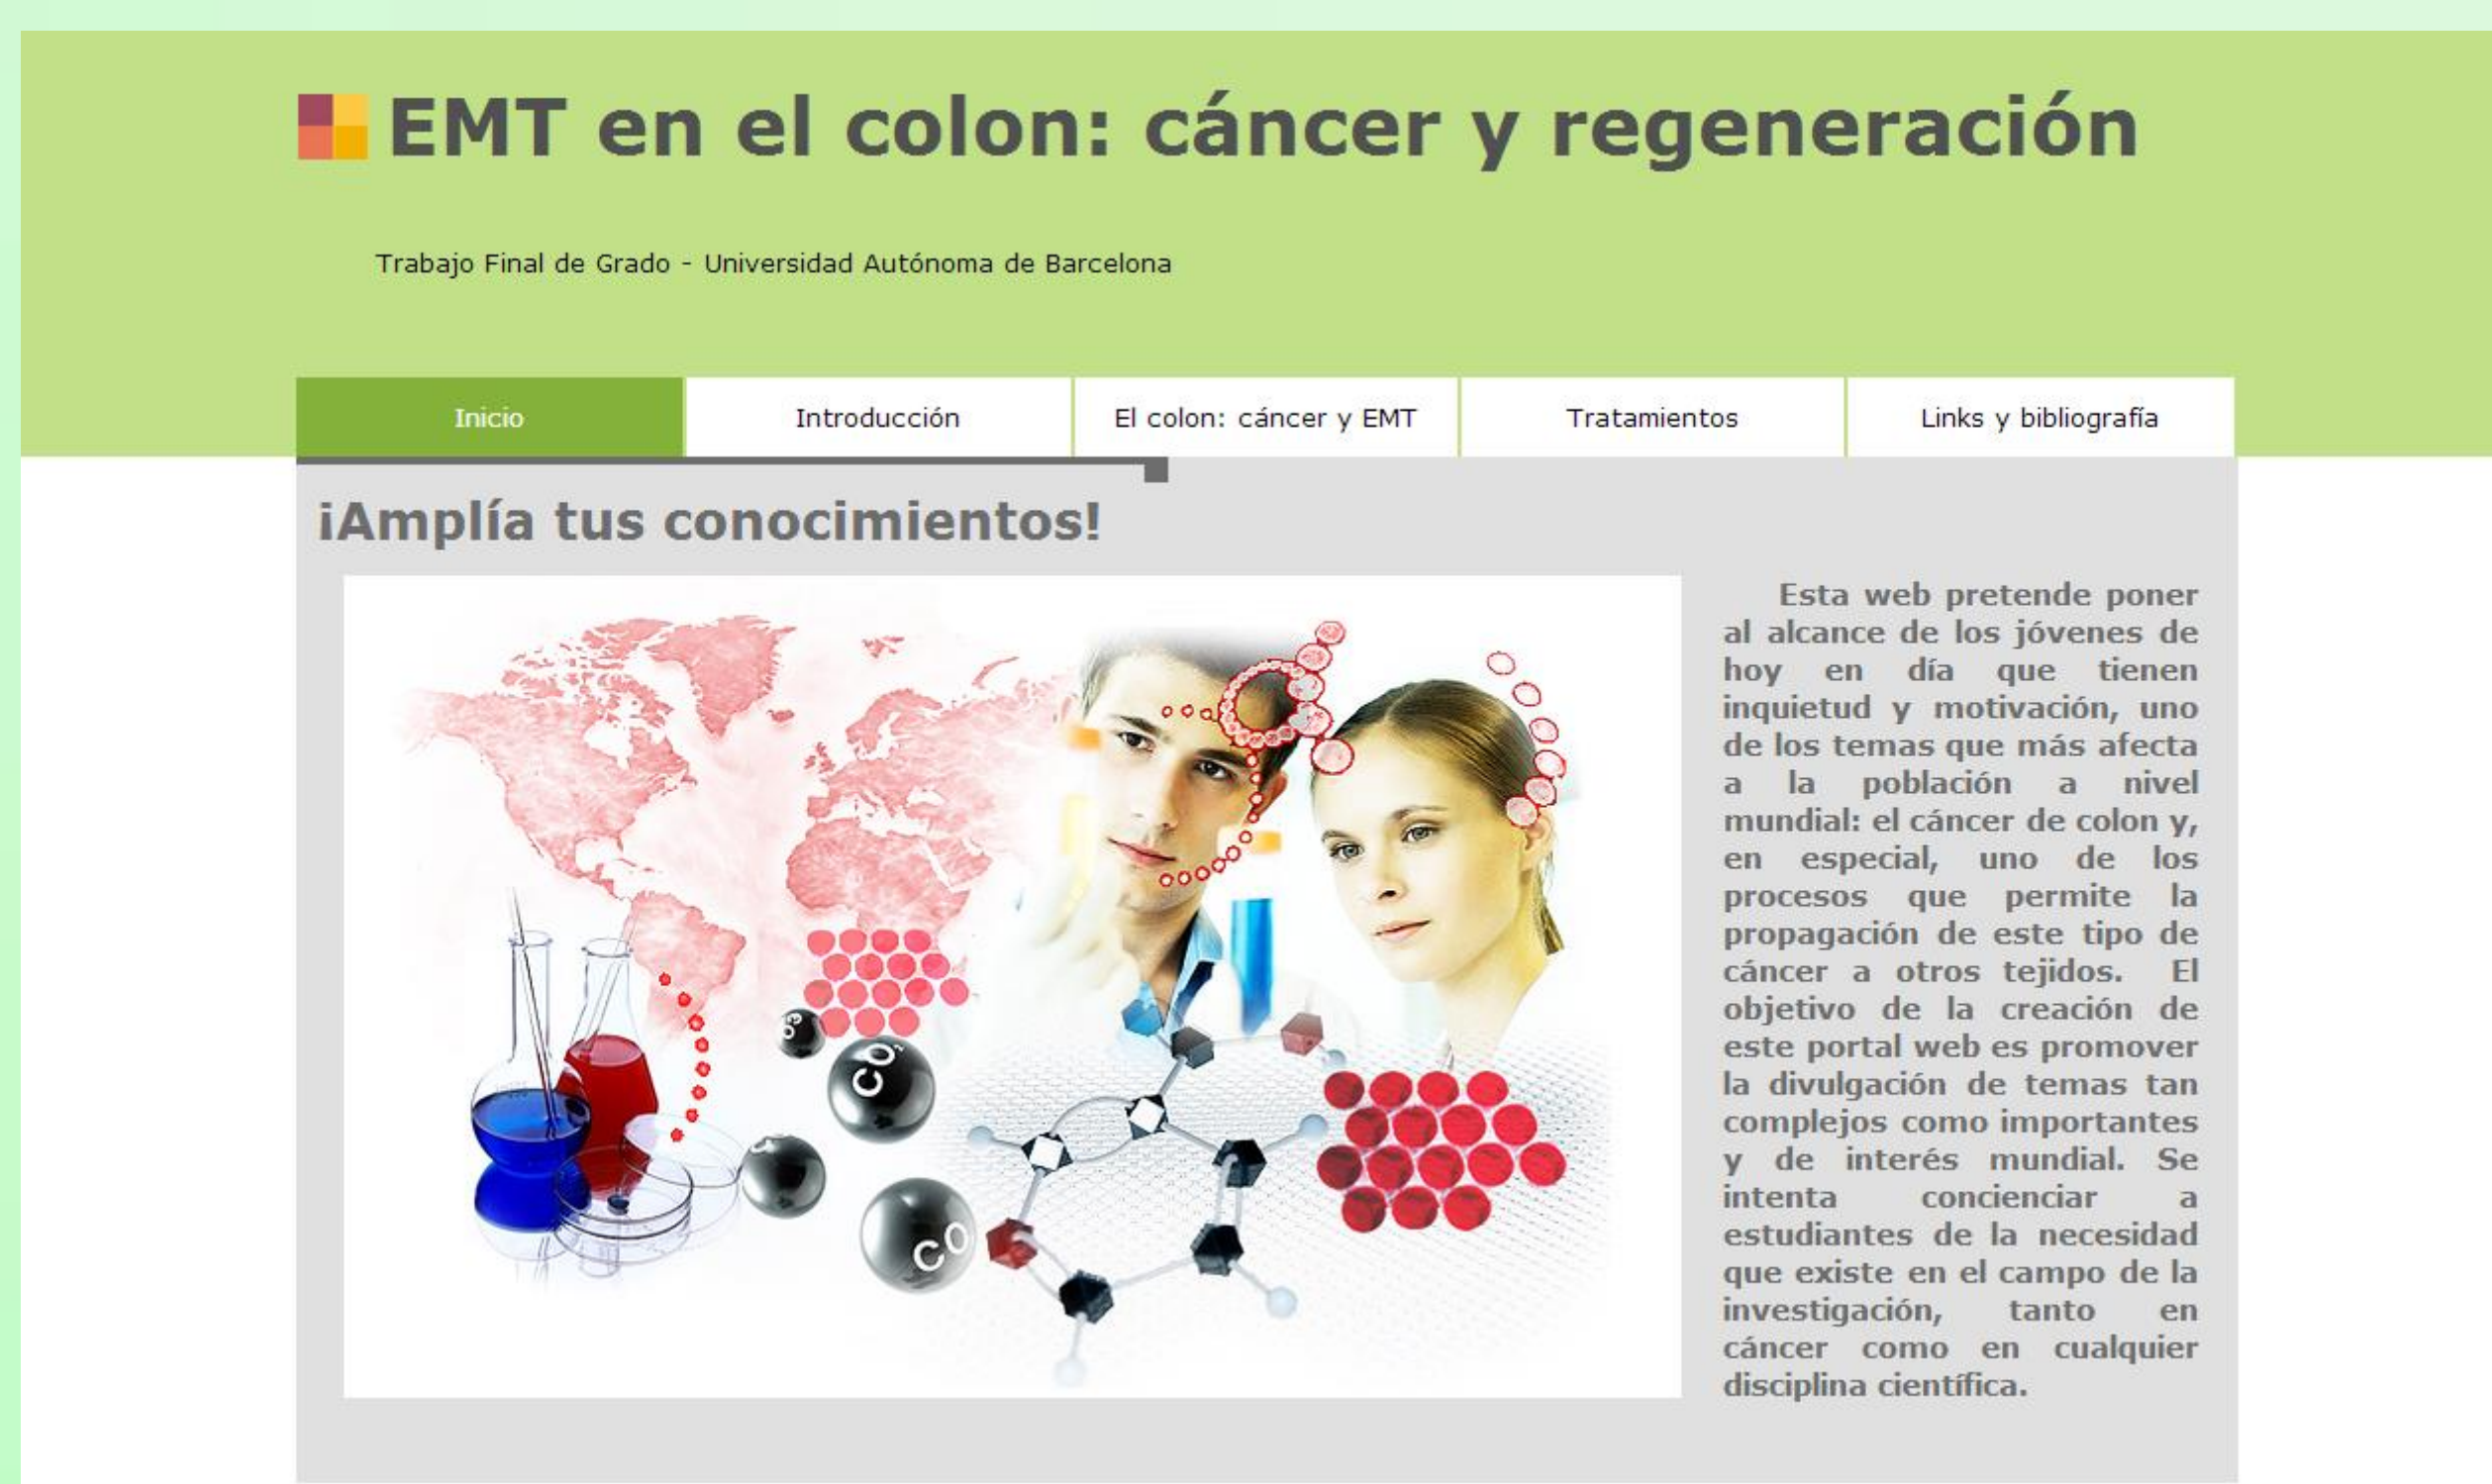 EMT en el colon: cáncer y regeneración
Trabajo Final de Grado - Universidad Autónoma de Barcelona
Inicio
Introducción
El colon: cáncer y EMT
Tratamientos
Links y bibliografía
¡Amplía tus conocimientos!
Esta web pretende poner
al alcance de los jóvenes de
hoy en día que tienen
inquietud y motivación, uno
de los temas que más afecta
a la población a nivel
mundial: el cáncer de colon y,
en especial, uno de los
procesos que permite la
propagación de este tipo de
cáncer a otros tejidos. El
objetivo de la creación de
este portal web es promover
la divulgación de temas tan
complejos como importantes
y de interés mundial. Se
intenta concienciar a
estudiantes de la necesidad
que existe en el campo de la
investigación, tanto en
cáncer como en cualquier
disciplina científica.
CO₂
CO